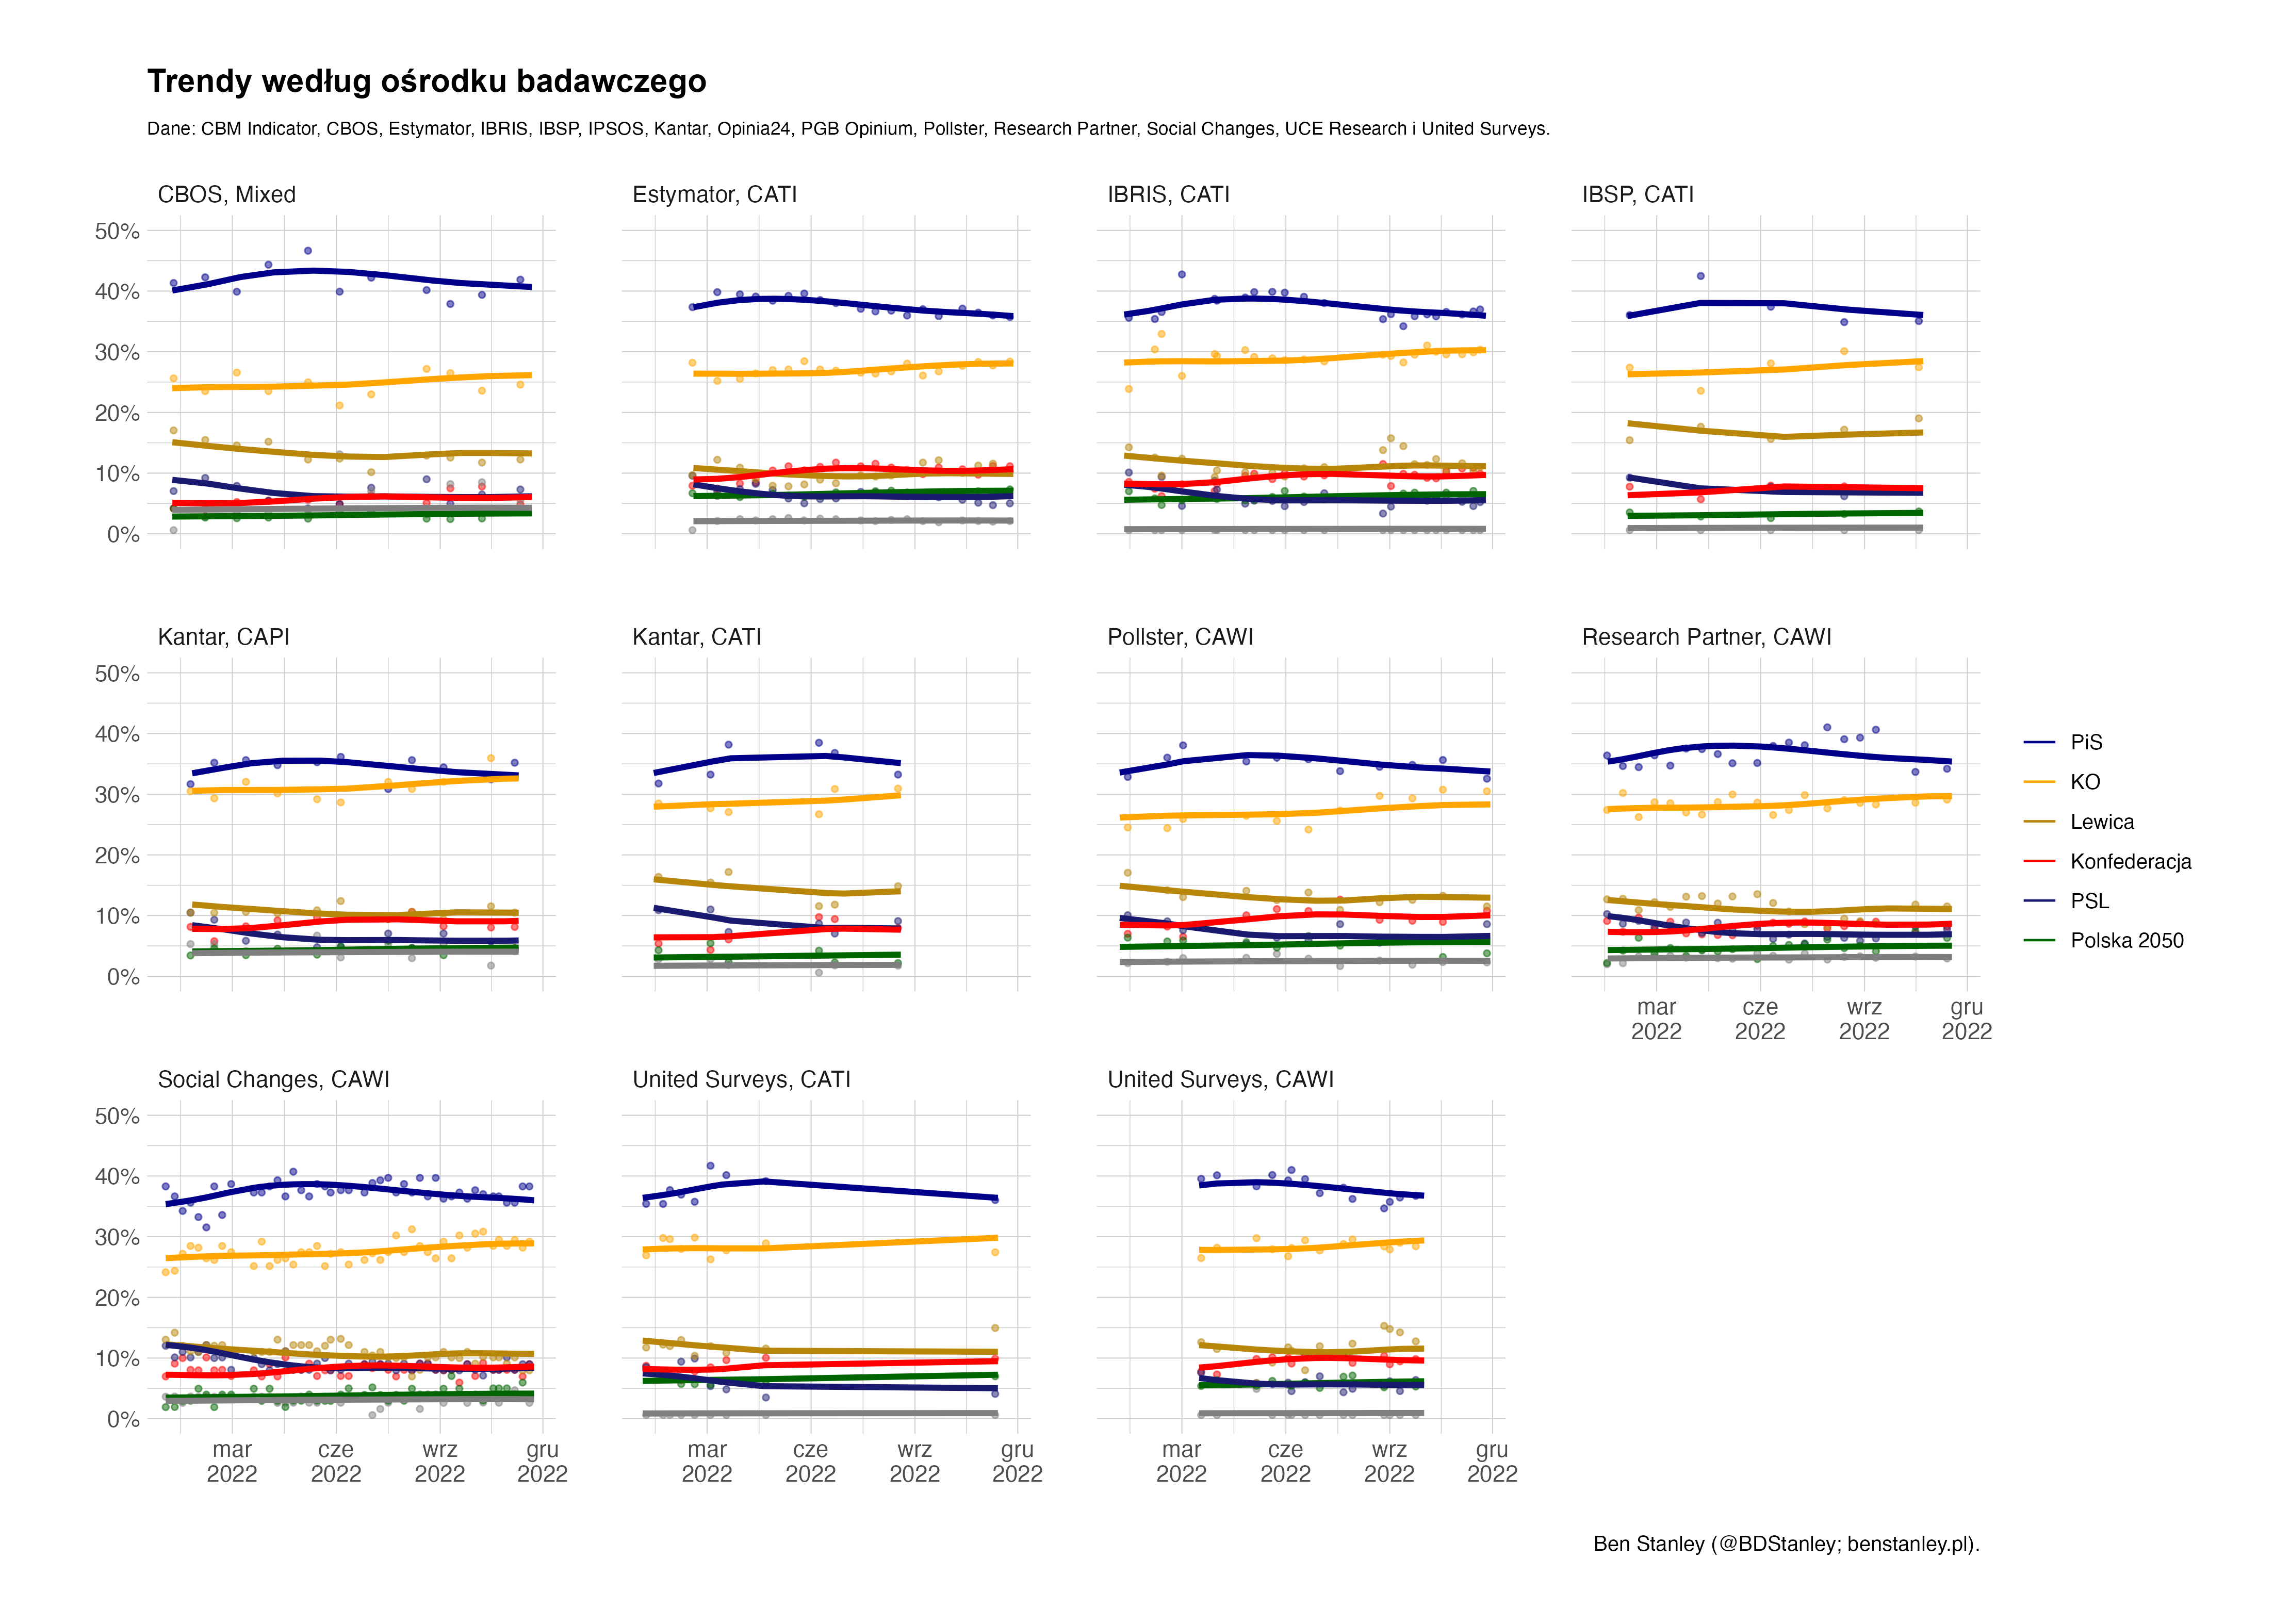 Trendy według ośrodku badawczego
Dane: CBM Indicator, CBOS, Estymator, IBRIS, IBSP, IPSOS, Kantar, Opinia24, PGB Opinium, Pollster, Research Partner, Social Changes, UCE Research i United Surveys.
CBOS, Mixed
Estymator, CATI
IBRIS, CATI
IBSP, CATI
50%
40%
30%
20%
10%
0%
Kantar, CAPI
Kantar, CATI
Pollster, CAWI
Research Partner, CAWI
50%
40%
30%
20%
10%
0%
mar
2022
cze
2022
wrz
2022
gru
2022
PiS
KO
Lewica
Konfederacja
PSL
Polska 2050
Social Changes, CAWI
United Surveys, CATI
United Surveys, CAWI
50%
40%
30%
20%
10%
0%
mar
2022
cze
2022
wrz
2022
gru
2022
mar
2022
cze
2022
wrz
2022
gru
2022
mar
2022
cze
2022
wrz
2022
gru
2022
Ben Stanley (@BDStanley; benstanley.pl).